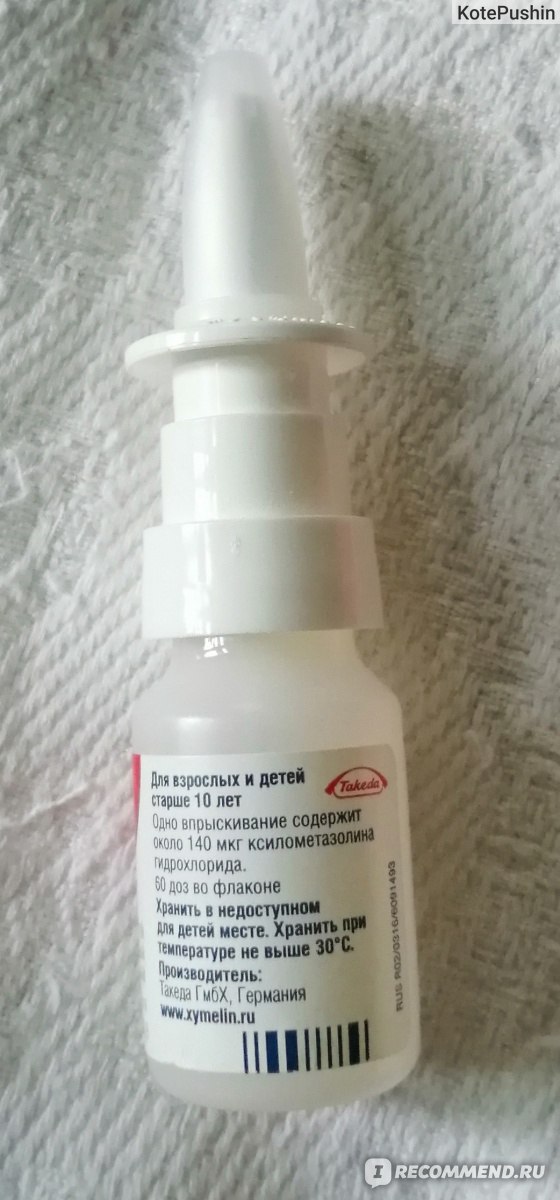 KotePushin
Для взрослых и детей
старше 10 лет
Takeda
Одно впрыскивание содержит
около 140 мкг ксилометазолина
гидрохлорида.
60 доз во флаконе
Хранить в недоступном
для детей месте. Хранить при
температуре не выше 30°C.
Производитель:
Такеда ГмбХ, Германия
www.xymelin.ru
RUS R02/0316/6091493
I RECOMMEND.RU